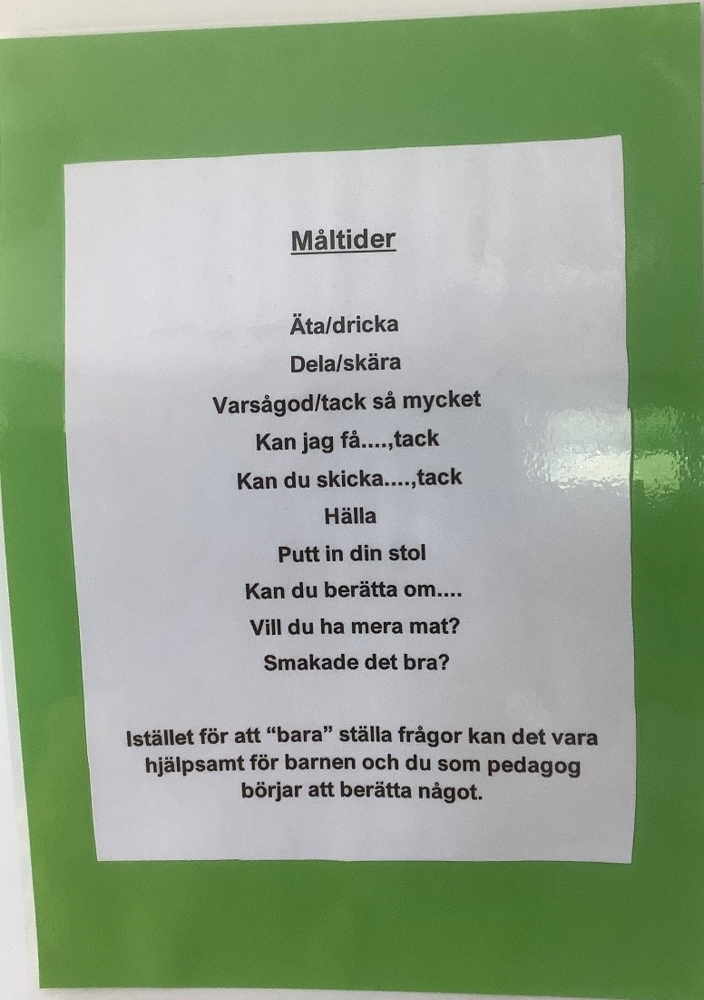 Måltider
Äta/dricka
Dela/skära
Varsågod/tack så mycket
Kan jag få....,tack
Kan du skicka....,tack
Hälla
Putt in din stol
Kan du berätta om....
Vill du ha mera mat?
Smakade det bra?
Istället för att “bara” ställa frågor kan det vara
hjälpsamt för barnen och du som pedagog
börjar att berätta något.